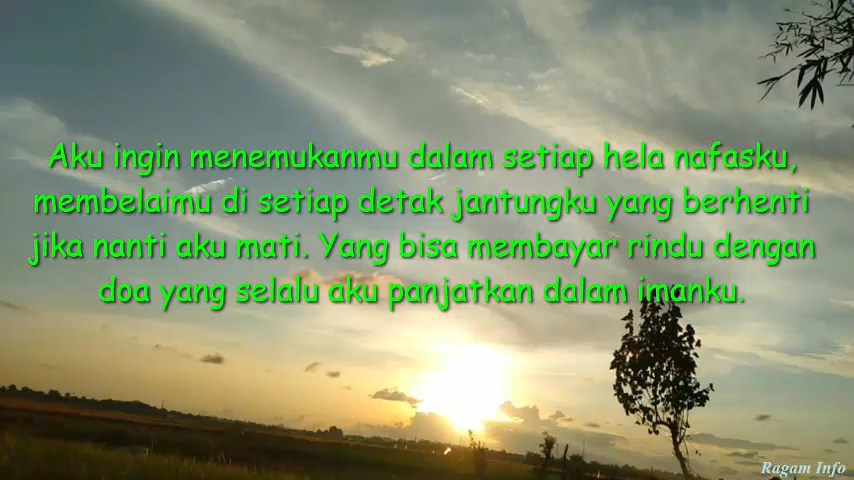 Aku ingin menemukanmu dalam setiap hela nafasku,
membelaimu di setiap detak jantungku yang berhenti
jika nanti aku mati. Yang bisa membayar rindu dengan
doa yang selalu aku panjatkan dalam imanku.
Ragam Info